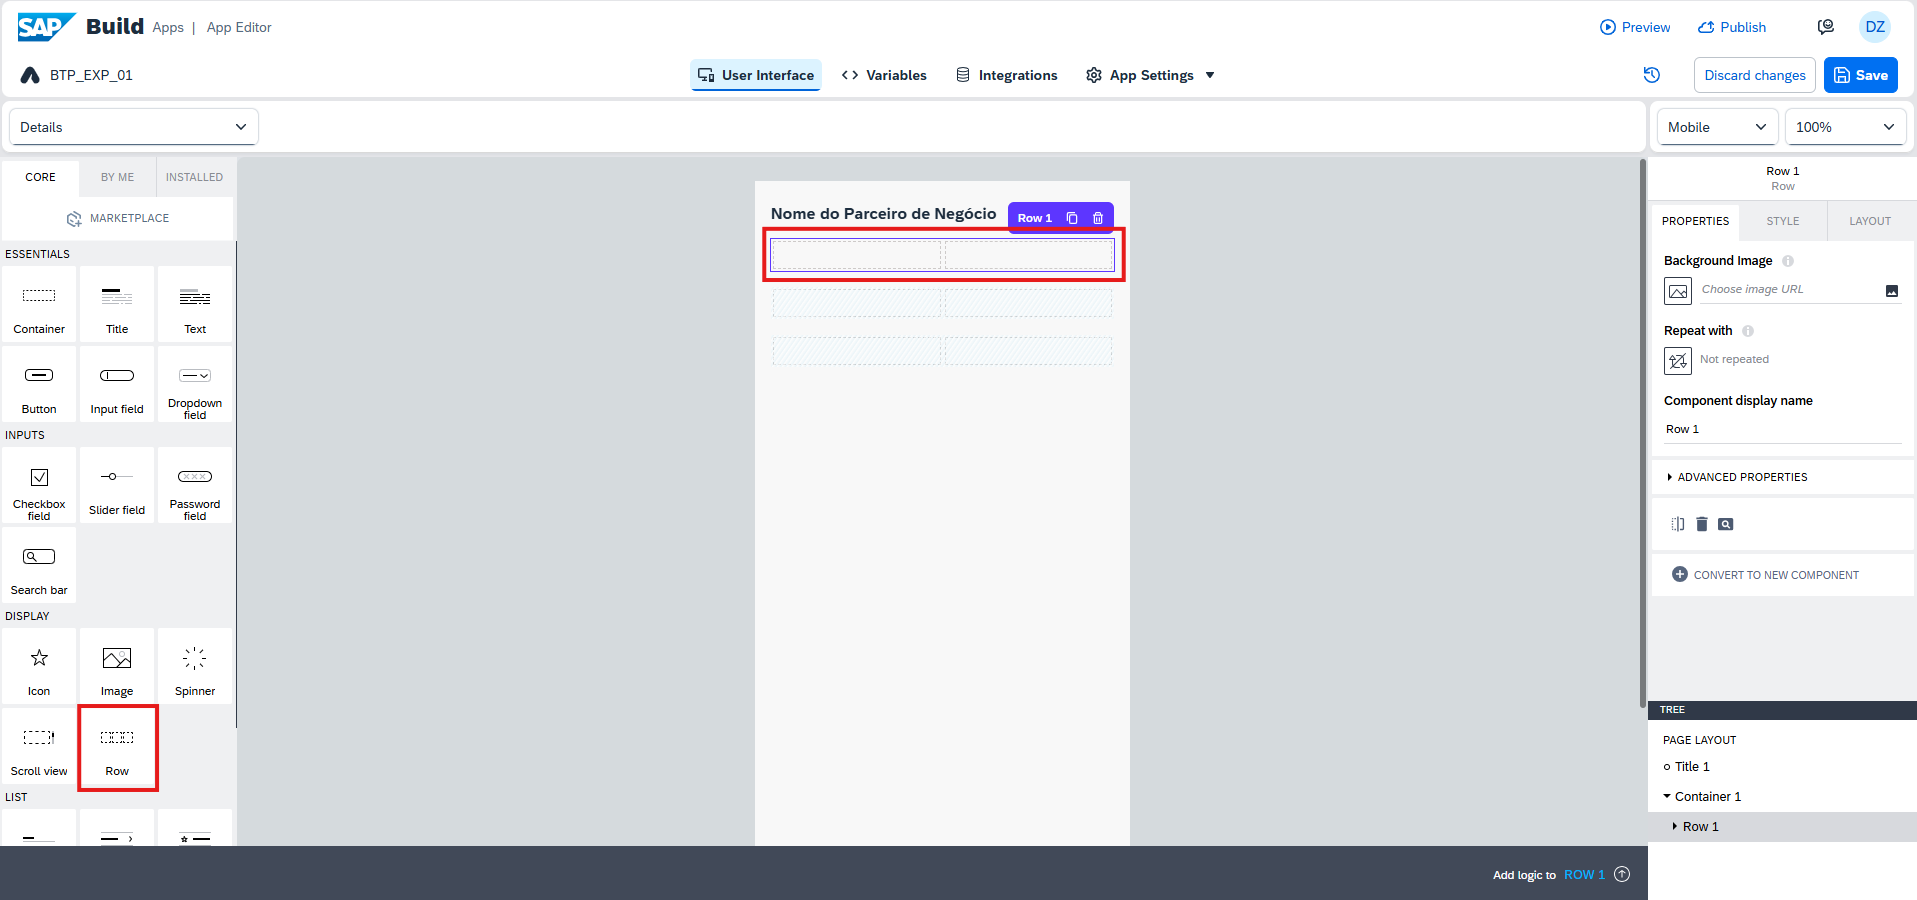 SAP Build Apps | App Editor
Preview
Publish
DZ
BTP_EXP_01
User Interface
Variables
Integrations
App Settings
Discard changes
Save
Details
Mobile
100%
CORE
BY ME
INSTALLED
MARKETPLACE
ESSENTIALS
Container
Title
Text
Button
Input field
Dropdown
field
INPUTS
Checkbox
field
Slider field
Password
field
Search bar
DISPLAY
Icon
Image
Spinner
Scroll view
Row
LIST
Nome do Parceiro de Negócio
Row 1
Row 1
Row
PROPERTIES
STYLE
LAYOUT
Background Image
Choose image URL
Repeat with
Not repeated
Component display name
Row 1
ADVANCED PROPERTIES
CONVERT TO NEW COMPONENT
TREE
PAGE LAYOUT
Title 1
Container 1
Row 1
Add logic to ROW 1